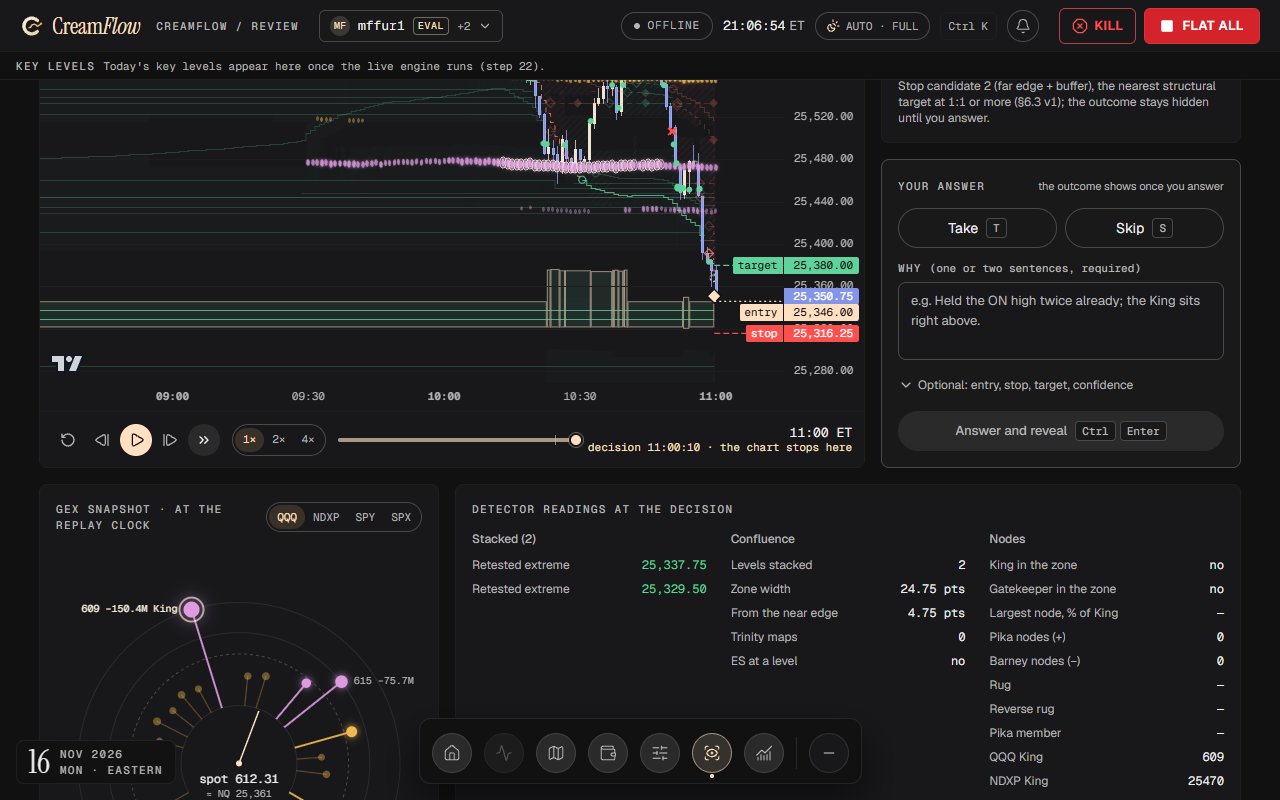 CreamFlow
CREAMFLOW / REVIEW
MF mffur1 EVAL +2
OFFLINE
21:06:54 ET
AUTO · FULL
Ctrl K
KILL
FLAT ALL
KEY LEVELS Today's key levels appear here once the live engine runs (step 22).
25,520.00
25,480.00
25,440.00
25,400.00
target 25,380.00
25,360.00
25,350.75
entry 25,346.00
stop 25,316.25
25,280.00
09:00 09:30 10:00 10:30 11:00
1× 2× 4×
11:00 ET
decision 11:00:10 · the chart stops here
Stop candidate 2 (far edge + buffer), the nearest structural
target at 1:1 or more (§6.3 v1); the outcome stays hidden
until you answer.
YOUR ANSWER the outcome shows once you answer
Take T
Skip S
WHY (one or two sentences, required)
e.g. Held the ON high twice already; the King sits
right above.
Optional: entry, stop, target, confidence
Answer and reveal Ctrl Enter
GEX SNAPSHOT · AT THE
REPLAY CLOCK
QQQ NDXP SPY SPX
609 −150.4M King
615 −75.7M
spot 612.31
≈ NQ 25,361
DETECTOR READINGS AT THE DECISION
Stacked (2)
Retested extreme 25,337.75
Retested extreme 25,329.50
Confluence
Levels stacked 2
Zone width 24.75 pts
From the near edge 4.75 pts
Trinity maps 0
ES at a level no
Nodes
King in the zone no
Gatekeeper in the zone no
Largest node, % of King –
Pika nodes (+) 0
Barney nodes (−) 0
Rug –
Reverse rug –
Pika member –
QQQ King 609
NDXP King 25470
16 NOV 2026
MON · EASTERN